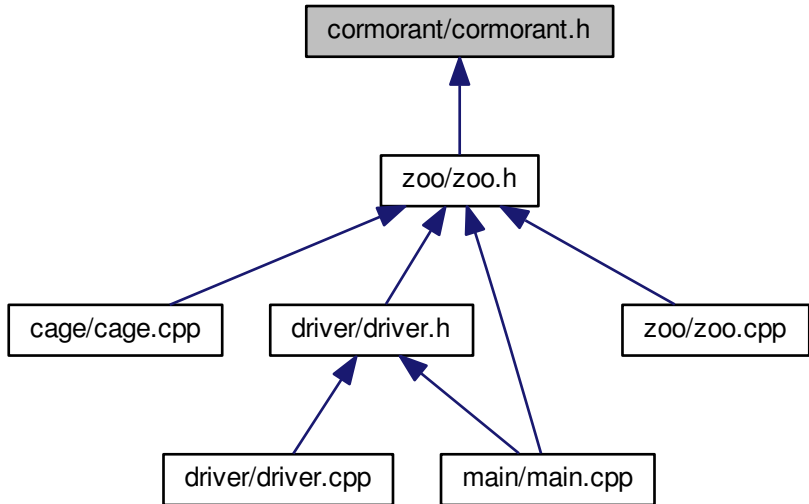 cormorant/cormorant.h
zoo/zoo.h
cage/cage.cpp
driver/driver.h
zoo/zoo.cpp
driver/driver.cpp
main/main.cpp